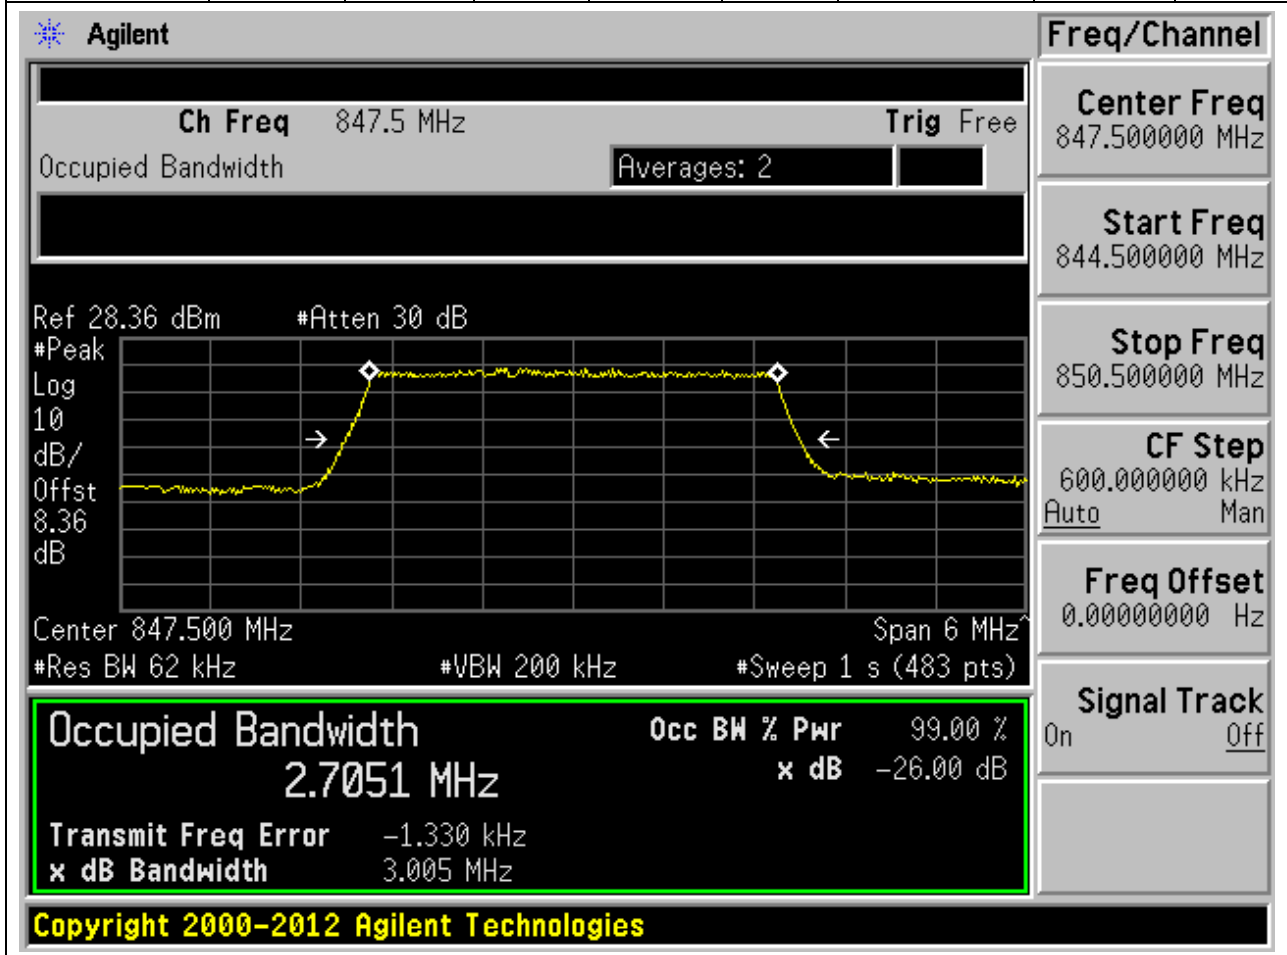 Agilent
Freq/Channel
Ch Freq 847.5 MHz Trig Free
Occupied Bandwidth Averages: 2
Center Freq
847.500000 MHz
Start Freq
844.500000 MHz
Stop Freq
850.500000 MHz
CF Step
600.000000 kHz
Auto Man
Freq Offset
0.00000000 Hz
Signal Track
On Off
Ref 28.36 dBm #Atten 30 dB
#Peak
Log
10
dB/
Offst
8.36
dB
Center 847.500 MHz Span 6 MHz^
#Res BW 62 kHz #VBW 200 kHz #Sweep 1 s (483 pts)
Occupied Bandwidth Occ BW % Pwr 99.00 %
2.7051 MHz x dB -26.00 dB
Transmit Freq Error -1.330 kHz
x dB Bandwidth 3.005 MHz
Copyright 2000-2012 Agilent Technologies